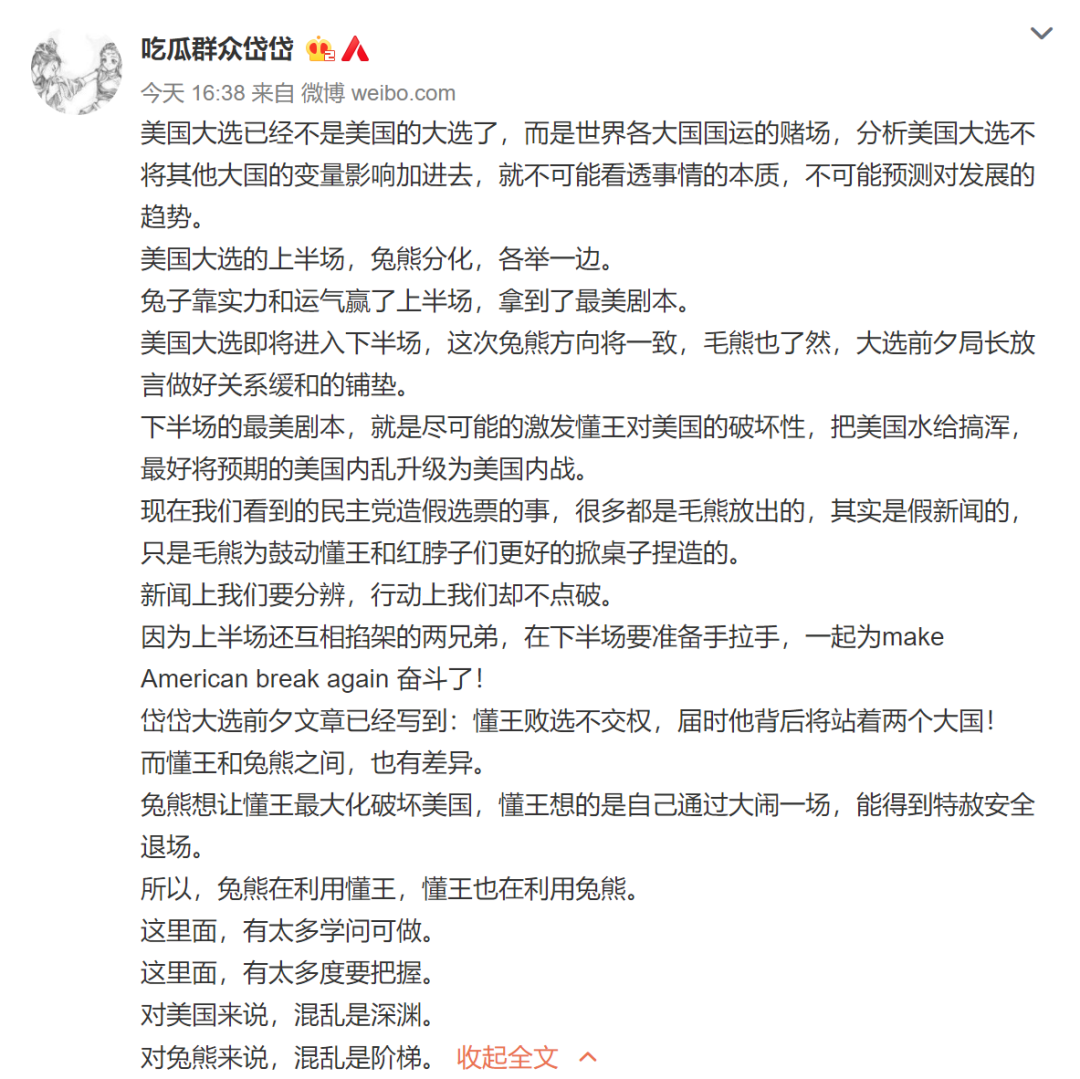 吃瓜群众岱岱
今天 16:38 来自 微博 weibo.com
美国大选已经不是美国的大选了，而是世界各大国国运的赌场，分析美国大选不
将其他大国的变量影响加进去，就不可能看透事情的本质，不可能预测对发展的
趋势。
美国大选的上半场，兔熊分化，各举一边。
兔子靠实力和运气赢了上半场，拿到了最美剧本。
美国大选即将进入下半场，这次兔熊方向将一致，毛熊也了然，大选前夕局长放
言做好关系缓和的铺垫。
下半场的最美剧本，就是尽可能的激发懂王对美国的破坏性，把美国水给搞浑，
最好将预期的美国内乱升级为美国内战。
现在我们看到的民主党造假选票的事，很多都是毛熊放出的，其实是假新闻的，
只是毛熊为鼓动懂王和红脖子们更好的掀桌子捏造的。
新闻上我们要分辨，行动上我们却不点破。
因为上半场还互相掐架的两兄弟，在下半场要准备手拉手，一起为make
American break again 奋斗了！
岱岱大选前夕文章已经写到：懂王败选不交权，届时他背后将站着两个大国！
而懂王和兔熊之间，也有差异。
兔熊想让懂王最大化破坏美国，懂王想的是自己通过大闹一场，能得到特赦安全
退场。
所以，兔熊在利用懂王，懂王也在利用兔熊。
这里面，有太多学问可做。
这里面，有太多度要把握。
对美国来说，混乱是深渊。
对兔熊来说，混乱是阶梯。 收起全文